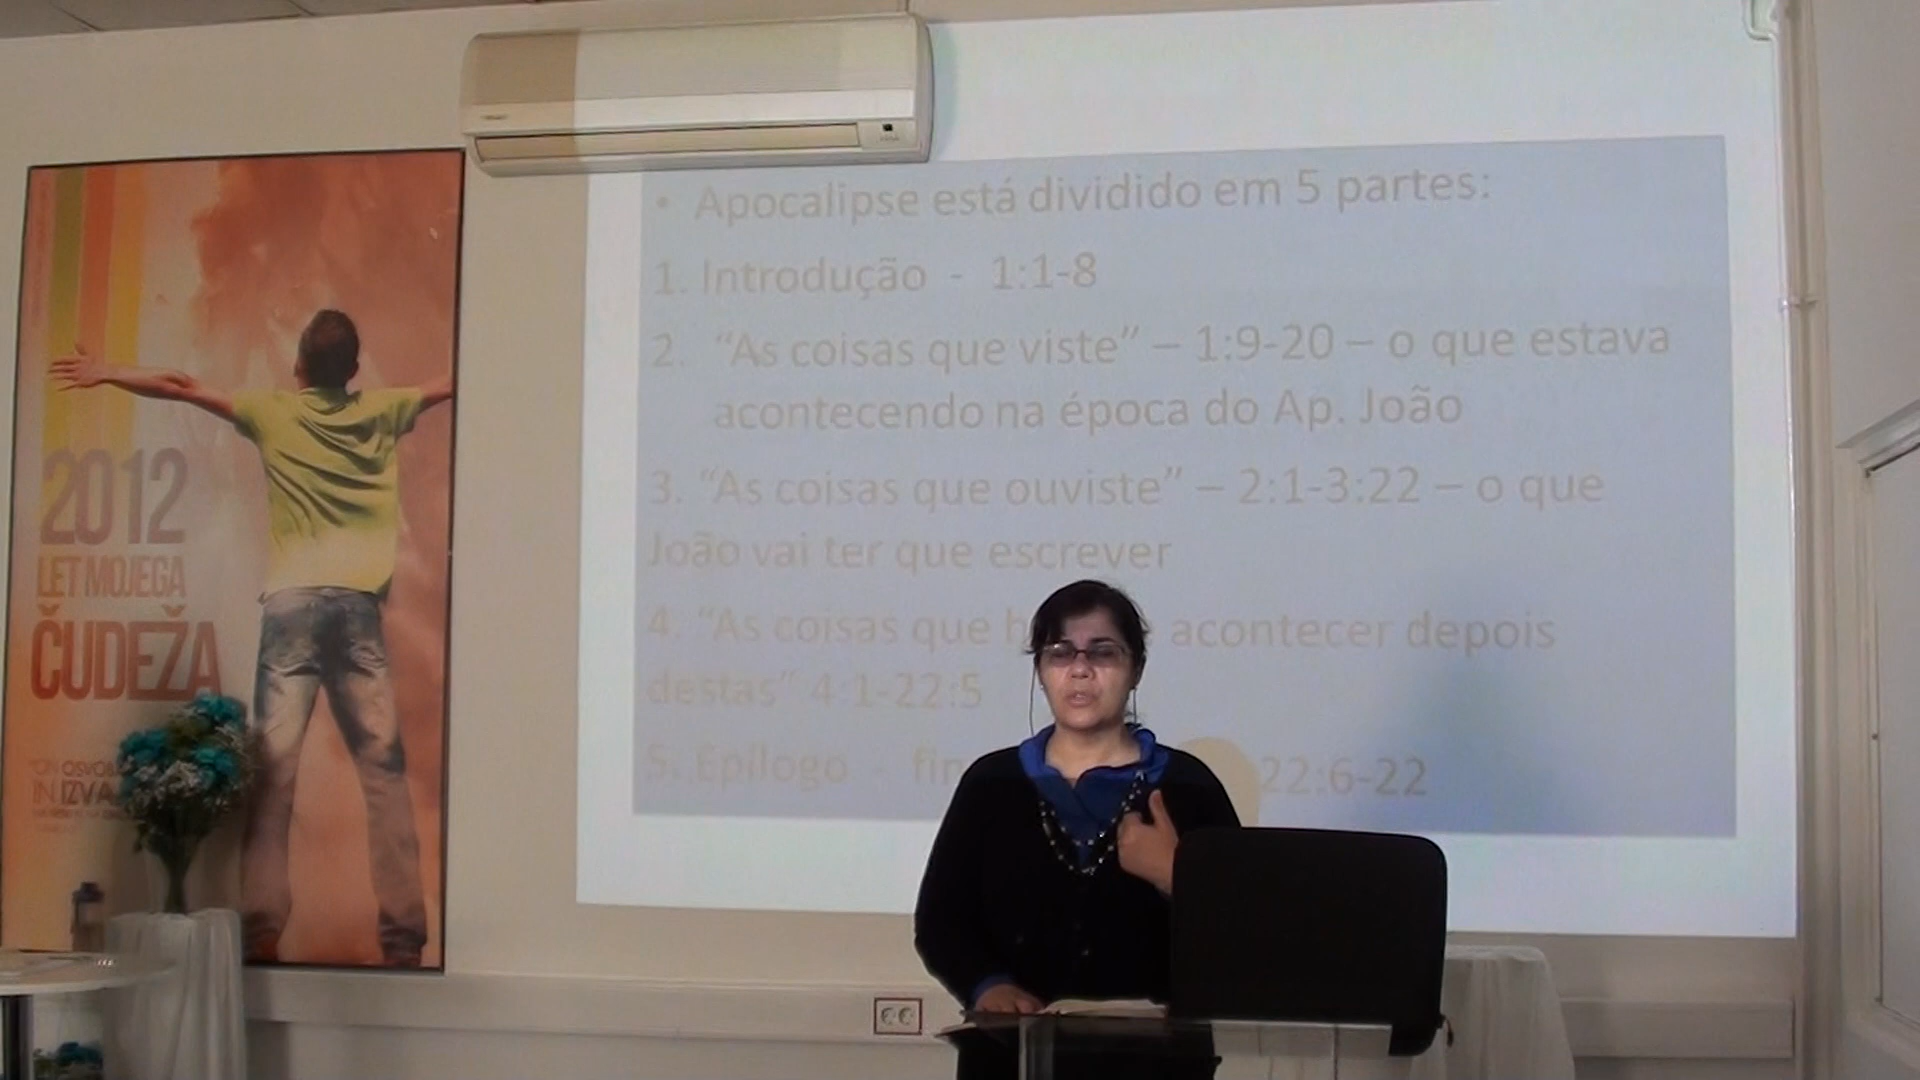 • Apocalipse está dividido em 5 partes:
1. Introdução - 1:1-8
2. “As coisas que viste” – 1:9-20 – o que estava
acontecendo na época do Ap. João
3. “As coisas que ouviste” – 2:1-3:22 – o que
João vai ter que escrever
4. “As coisas que acontecer depois
destas” 4:1-22:5
5. Epílogo - 22:6-22
2012
LET MOJEGA
ČUDEŽA